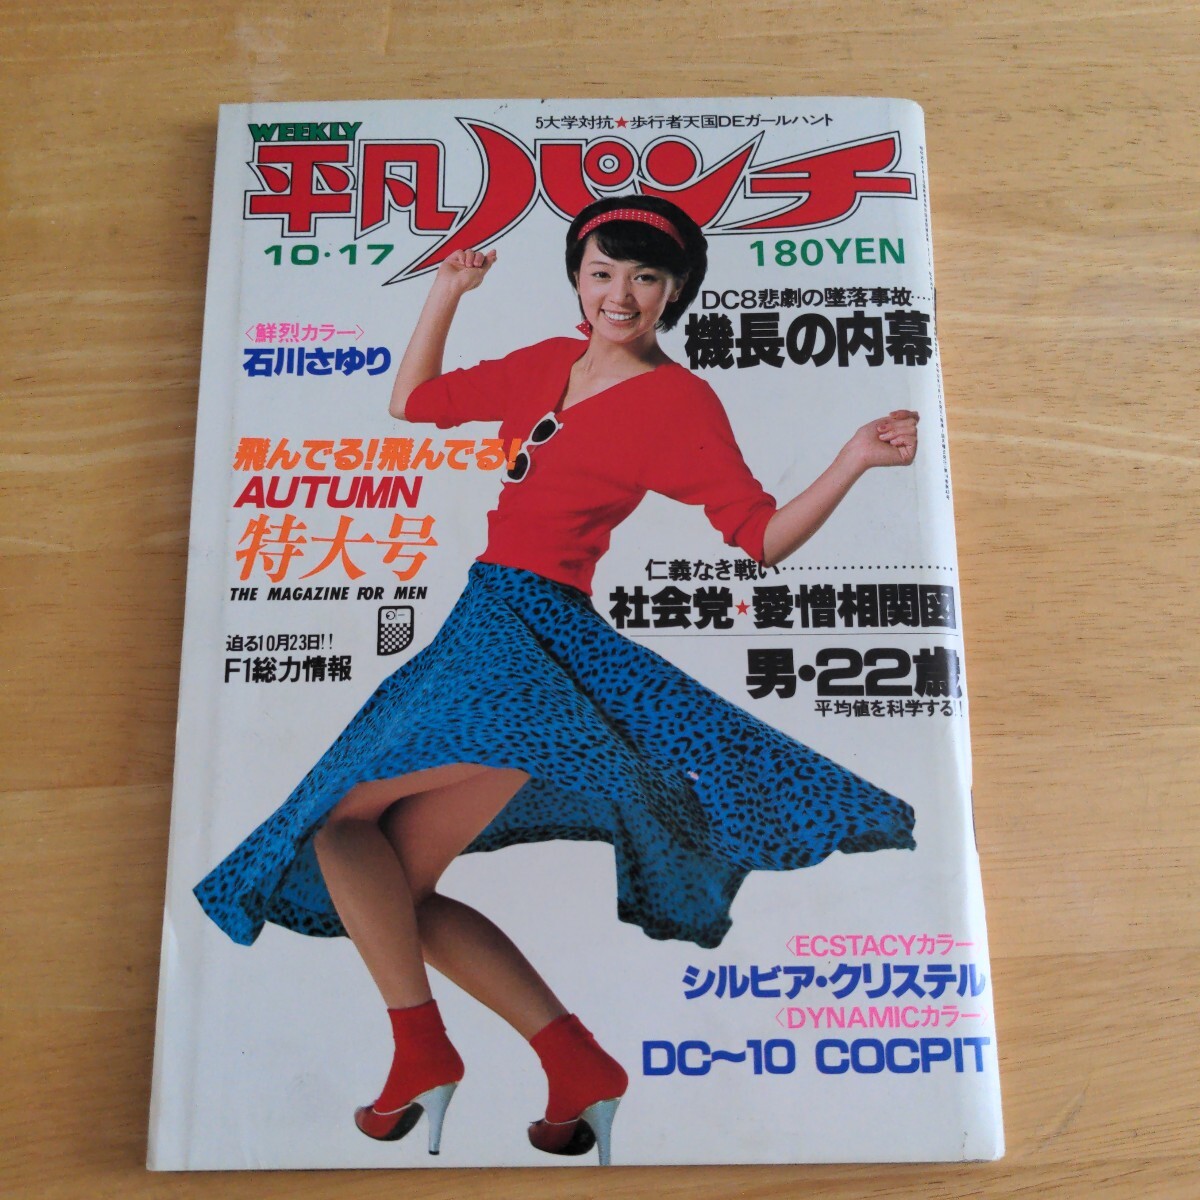 WEEKLY
5大学対抗★歩行者天国DEガールハント
平凡パンチ
10・17
180YEN
DC8悲劇の墜落事故‥‥
機長の内幕
〈鮮烈カラー〉
石川さゆり
飛んでる!飛んでる!
AUTUMN
特大号
THE MAGAZINE FOR MEN
迫る10月23日!!
F1総力情報
仁義なき戦い‥‥‥‥‥‥‥‥
社会党★愛憎相関図
男・22歳
平均値を科学する!!
〈ECSTACYカラー
シルビア・クリステル
〈DYNAMICカラー〉
DC〜10 COCPIT